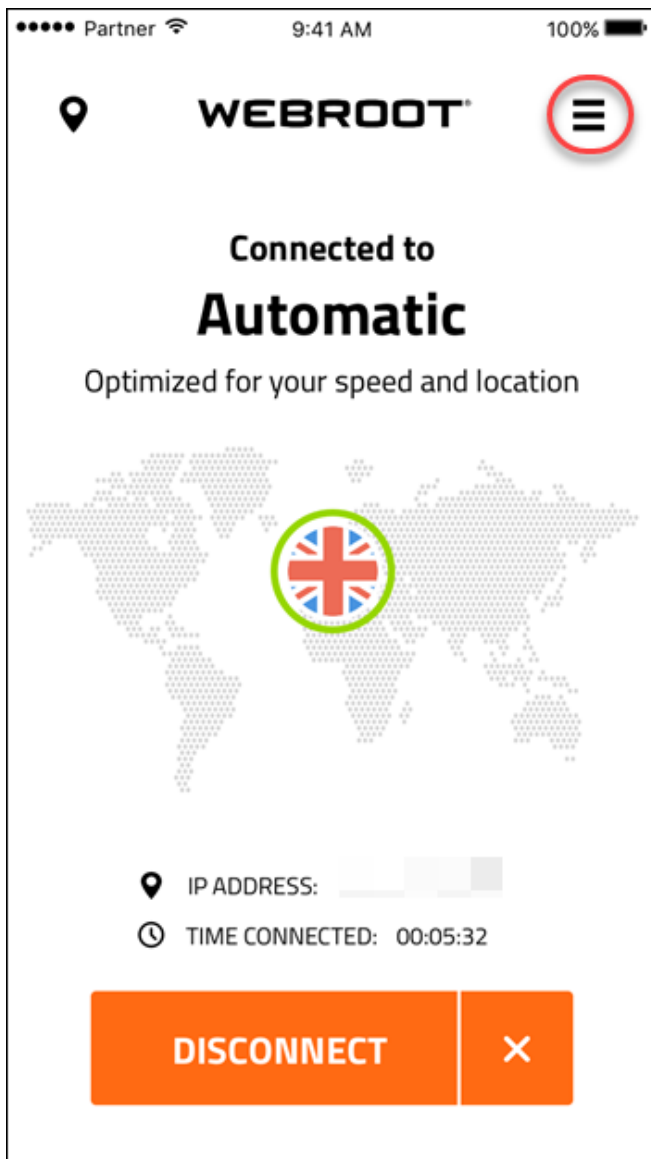 Partner 9:41 AM 100%
WEBROOT®
Connected to
Automatic
Optimized for your speed and location
IP ADDRESS:
TIME CONNECTED: 00:05:32
DISCONNECT